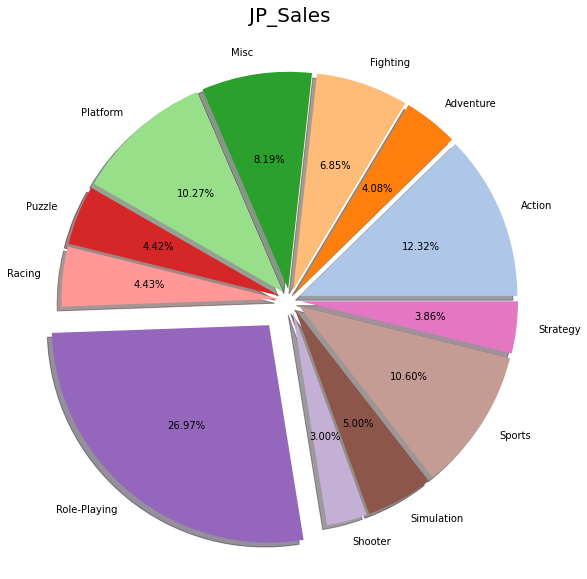 JP_Sales
Misc
Fighting
Platform
Adventure
8.19%
6.85%
4.08%
10.27%
Puzzle
Action
4.42%
12.32%
Racing
4.43%
3.86%
Strategy
10.60%
26.97%
5.00%
3.00%
Sports
Role-Playing
Simulation
Shooter